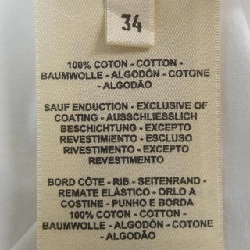 34
100% COTON - COTTON -
BAUMWOLLE - ALGODÓN - COTONE
- ALGODÃO
SAUF ENDUCTION - EXCLUSIVE OF
COATING - AUSSCHLIESSLICH
BESCHICHTUNG - EXCEPTO
REVESTIMIENTO - ESCLUSO
RIVESTIMENTO - EXCEPTO
REVESTIMENTO
BORD CÔTE - RIB - SEITENRAND -
REMATE ELÁSTICO - ORLO A
COSTINE - PUNHO E BORDA
100% COTON - COTTON -
BAUMWOLLE - ALGODÓN - COTONE
- ALGODÃO